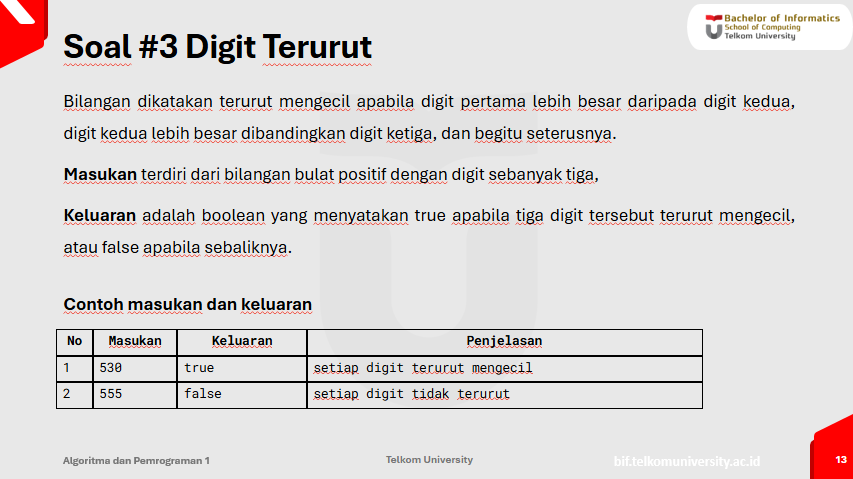 Bachelor of Informatics
School of Computing
Telkom University
Soal #3 Digit Terurut
Bilangan dikatakan terurut mengecil apabila digit pertama lebih besar daripada digit kedua,
digit kedua lebih besar dibandingkan digit ketiga, dan begitu seterusnya.
Masukan terdiri dari bilangan bulat positif dengan digit sebanyak tiga,
Keluaran adalah boolean yang menyatakan true apabila tiga digit tersebut terurut mengecil,
atau false apabila sebaliknya.
Contoh masukan dan keluaran
No Masukan Keluaran Penjelasan
1 530 true setiap digit terurut mengecil
2 555 false setiap digit tidak terurut
Algoritma dan Pemrograman 1 Telkom University bif.telkomuniversity.ac.id 13